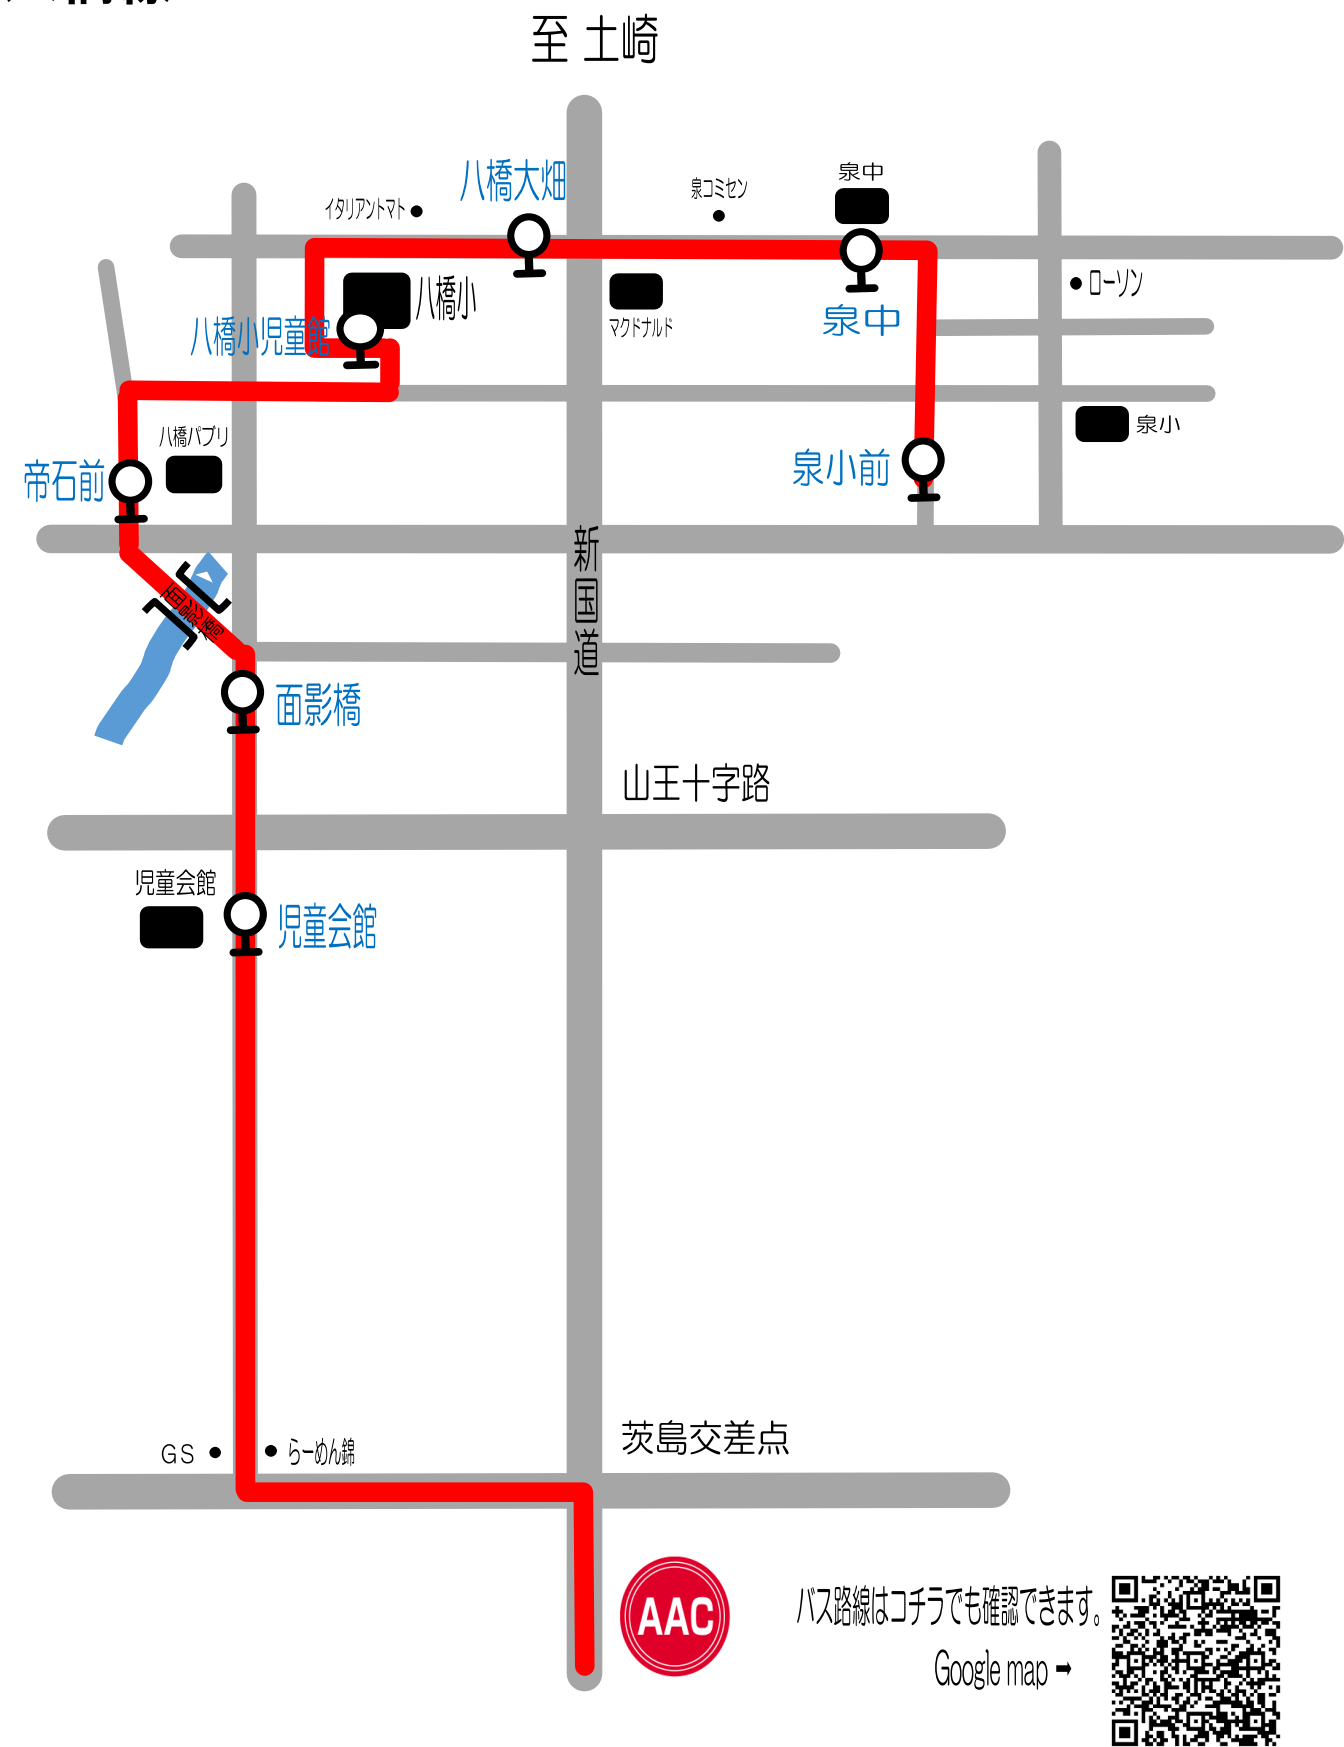 至 土崎
八橋大畑
泉中
泉コミセン
イタリアントマト
ローソン
八橋小
八橋小児童館
マクドナルド
泉中
泉小
八橋パブリ
帝石前
泉小前
新国道
面影橋
面影橋
山王十字路
児童会館
児童会館
茨島交差点
GS
らーめん錦
AAC
バス路線はコチラでも確認できます。
Google map ➡